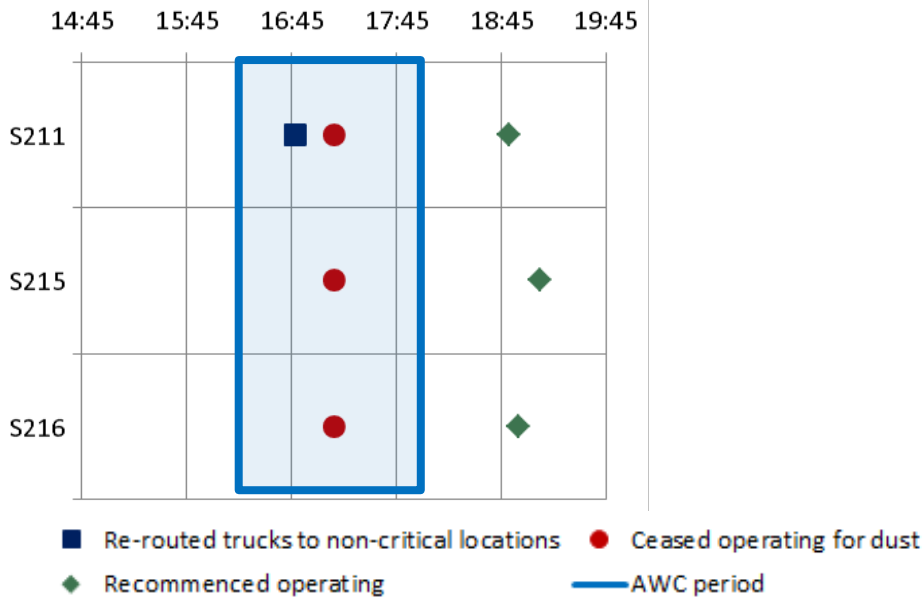 14:45 15:45 16:45 17:45 18:45 19:45
S211
S215
S216
Re-routed trucks to non-critical locations Ceased operating for dust
Recommenced operating AWC period